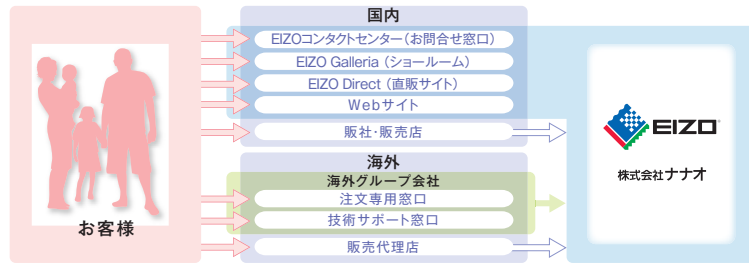 国内
EIZOコンタクトセンター(お問合せ窓口)
EIZO Galleria (ショールーム)
EIZO Direct (直販サイト)
Webサイト
販社・販売店
海外
海外グループ会社
注文専用窓口
技術サポート窓口
販売代理店
お客様
EIZO
株式会社ナナオ